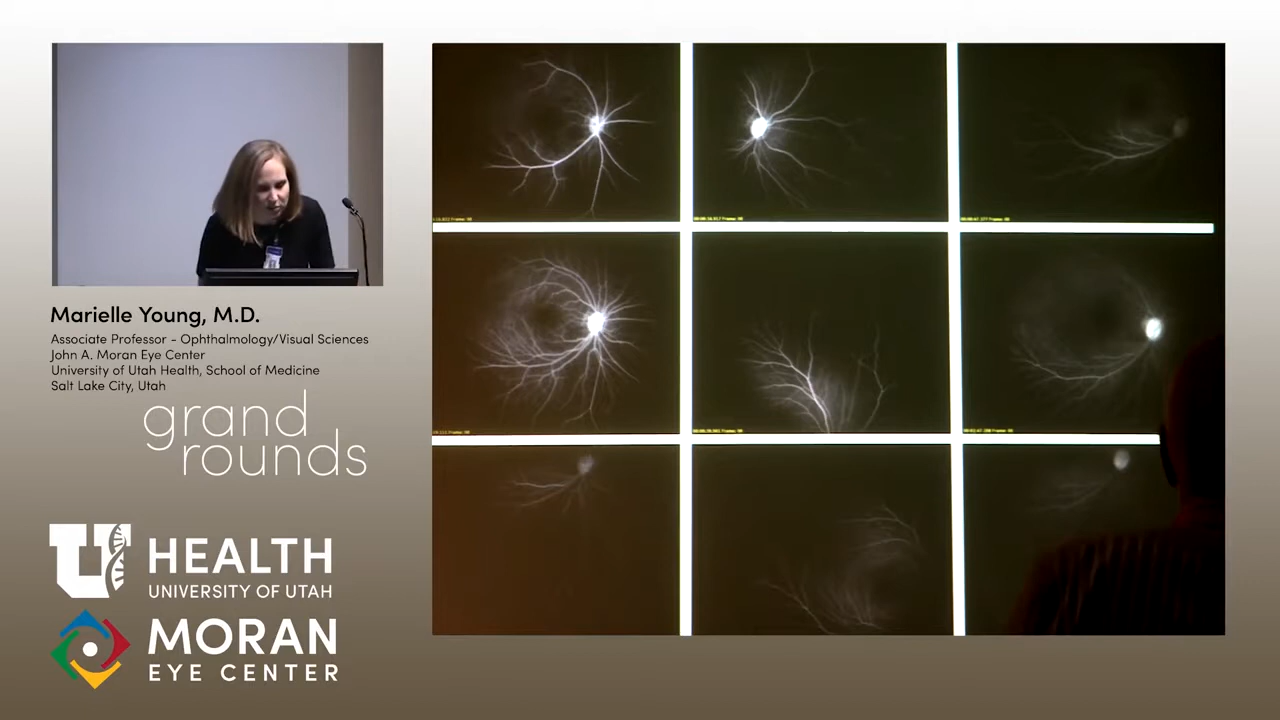 Marielle Young, M.D.
Associate Professor - Ophthalmology/Visual Sciences
John A. Moran Eye Center
University of Utah Health, School of Medicine
Salt Lake City, Utah
grand
rounds
U HEALTH
UNIVERSITY OF UTAH
MORAN
EYE CENTER